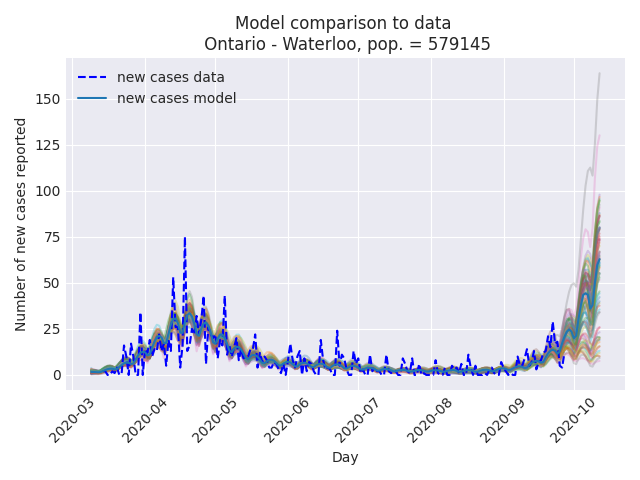 Model comparison to data
Ontario - Waterloo, pop. = 579145
new cases data
new cases model
Number of new cases reported
150
125
100
75
50
25
0
2020-03
2020-04
2020-05
2020-06
2020-07
2020-08
2020-09
2020-10
Day